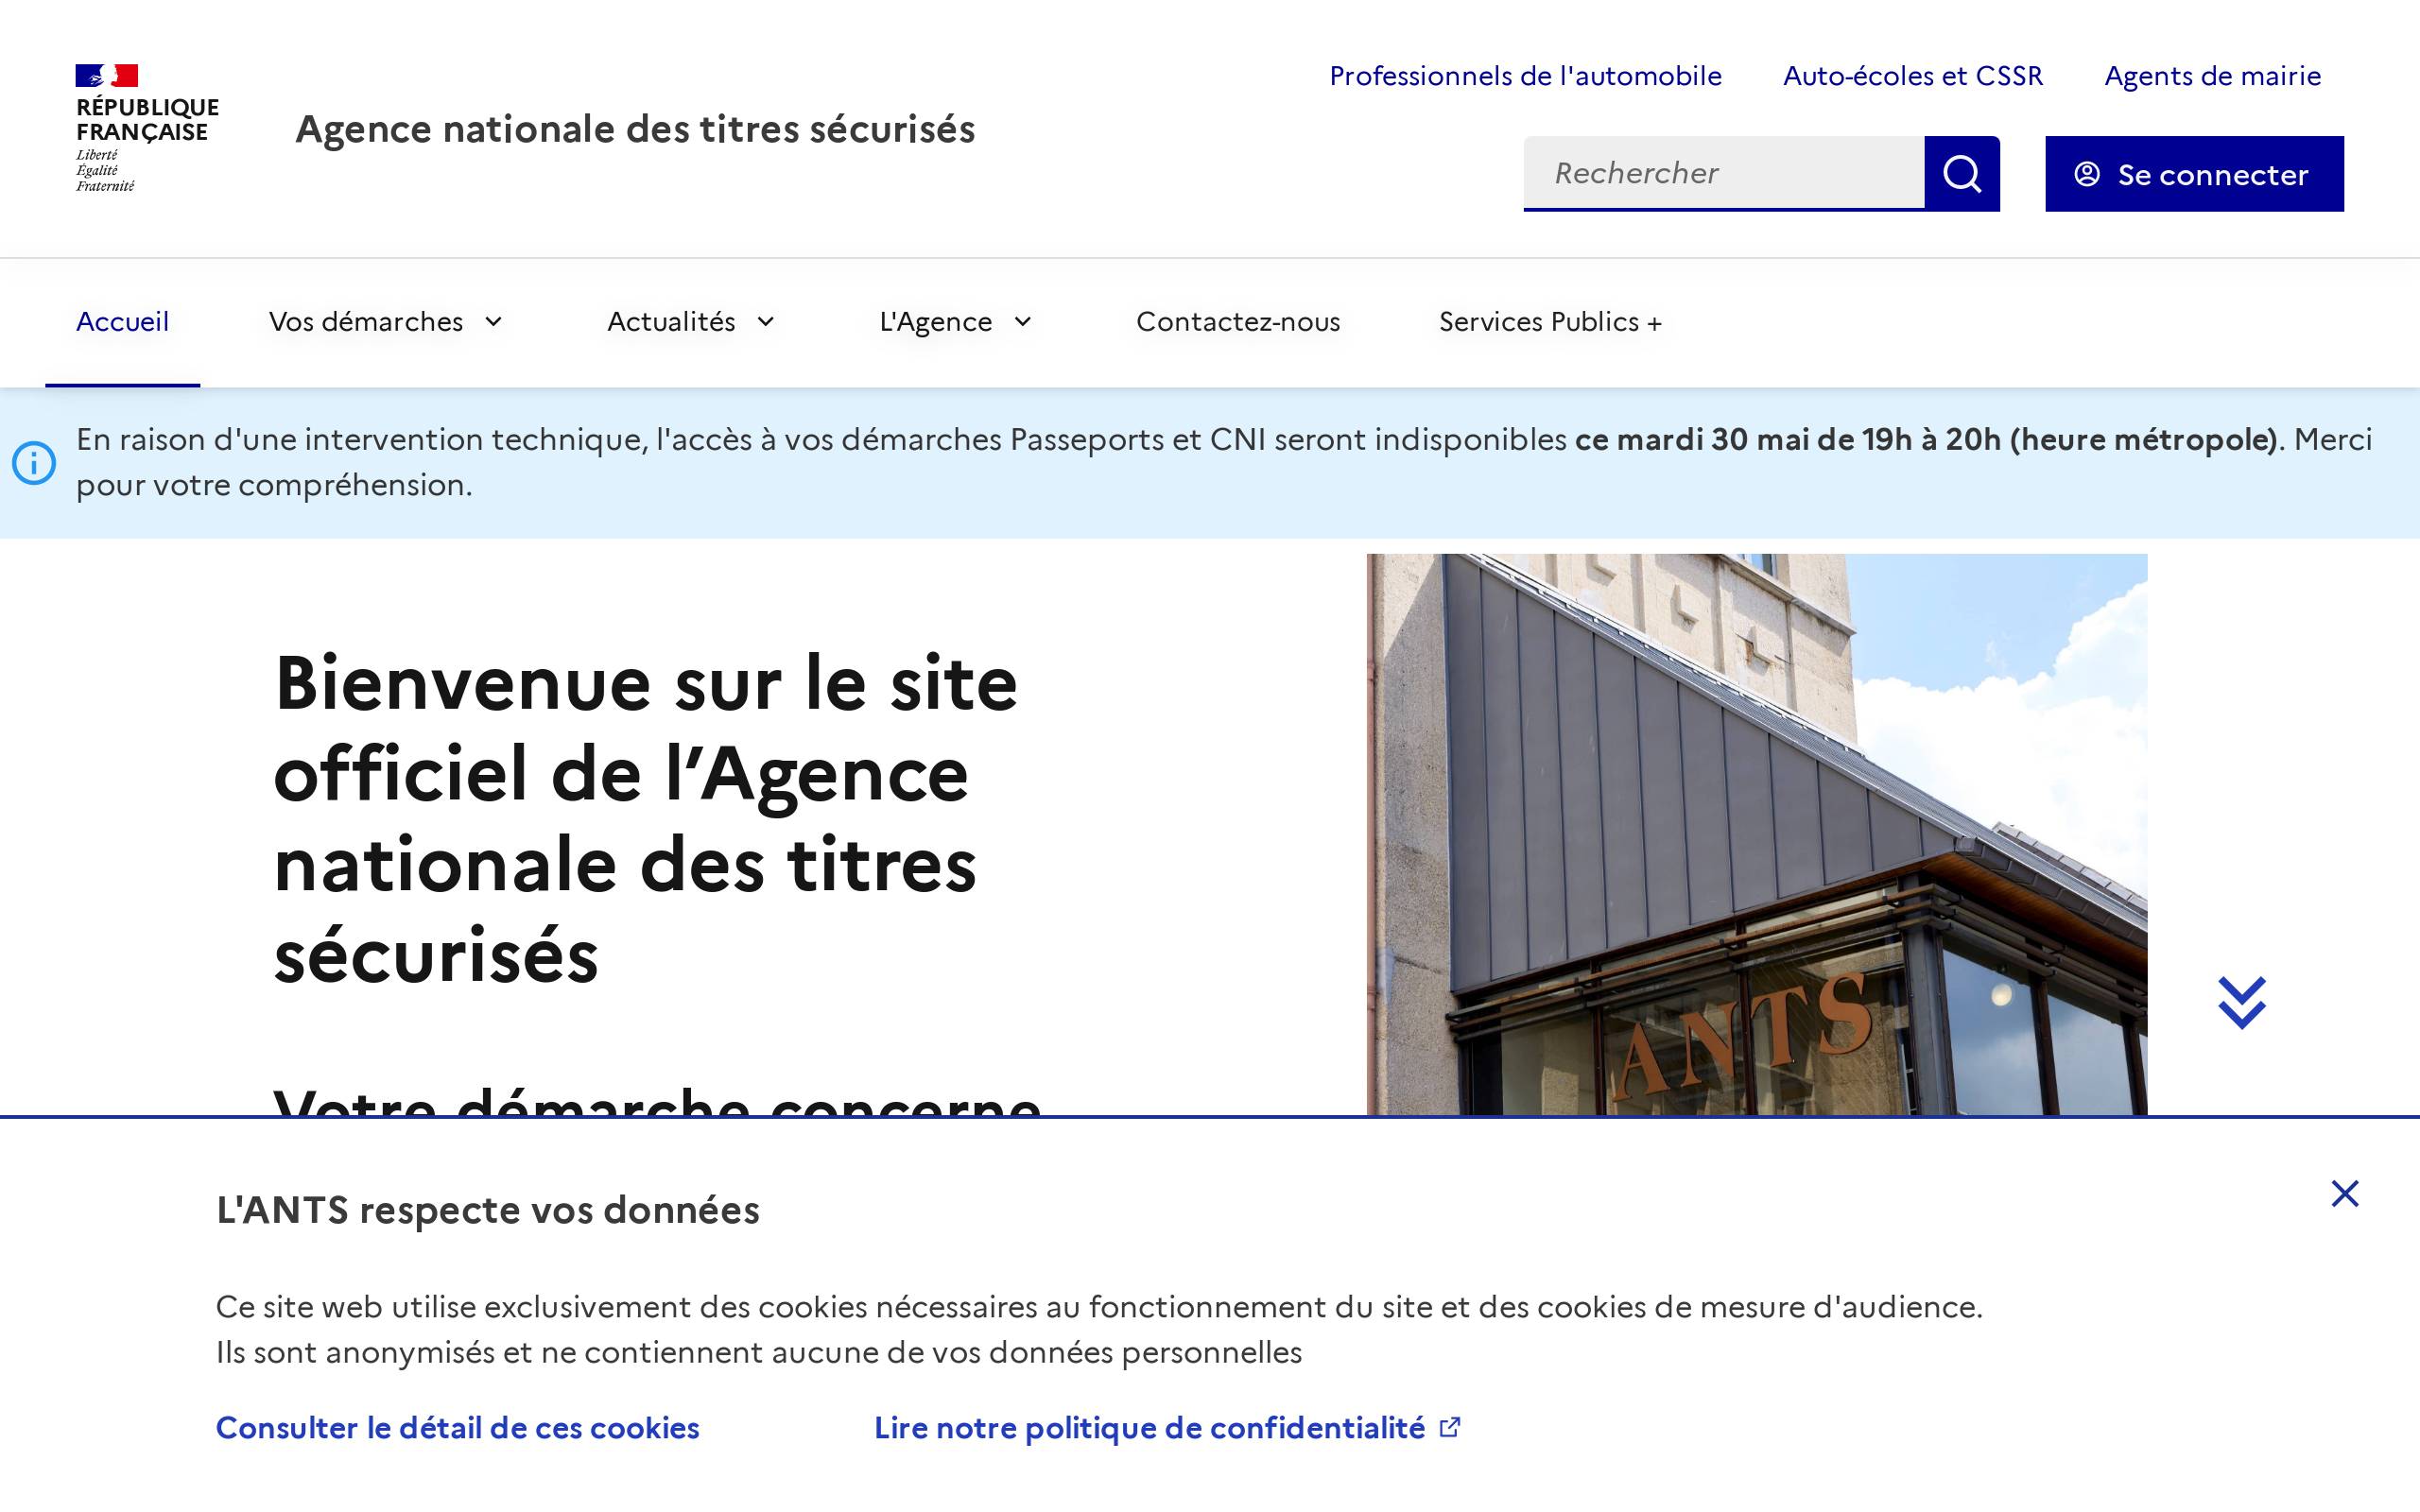 RÉPUBLIQUE
FRANÇAISE
Liberté
Égalité
Fraternité
Agence nationale des titres sécurisés
Professionnels de l'automobile
Auto-écoles et CSSR
Agents de mairie
Rechercher
Se connecter
Accueil
Vos démarches
Actualités
L'Agence
Contactez-nous
Services Publics +
En raison d'une intervention technique, l'accès à vos démarches Passeports et CNI seront indisponibles ce mardi 30 mai de 19h à 20h (heure métropole). Merci
pour votre compréhension.
Bienvenue sur le site
officiel de l’Agence
nationale des titres
sécurisés
ANTS
Votre démarche concerne
L'ANTS respecte vos données
Ce site web utilise exclusivement des cookies nécessaires au fonctionnement du site et des cookies de mesure d'audience.
Ils sont anonymisés et ne contiennent aucune de vos données personnelles
Consulter le détail de ces cookies
Lire notre politique de confidentialité